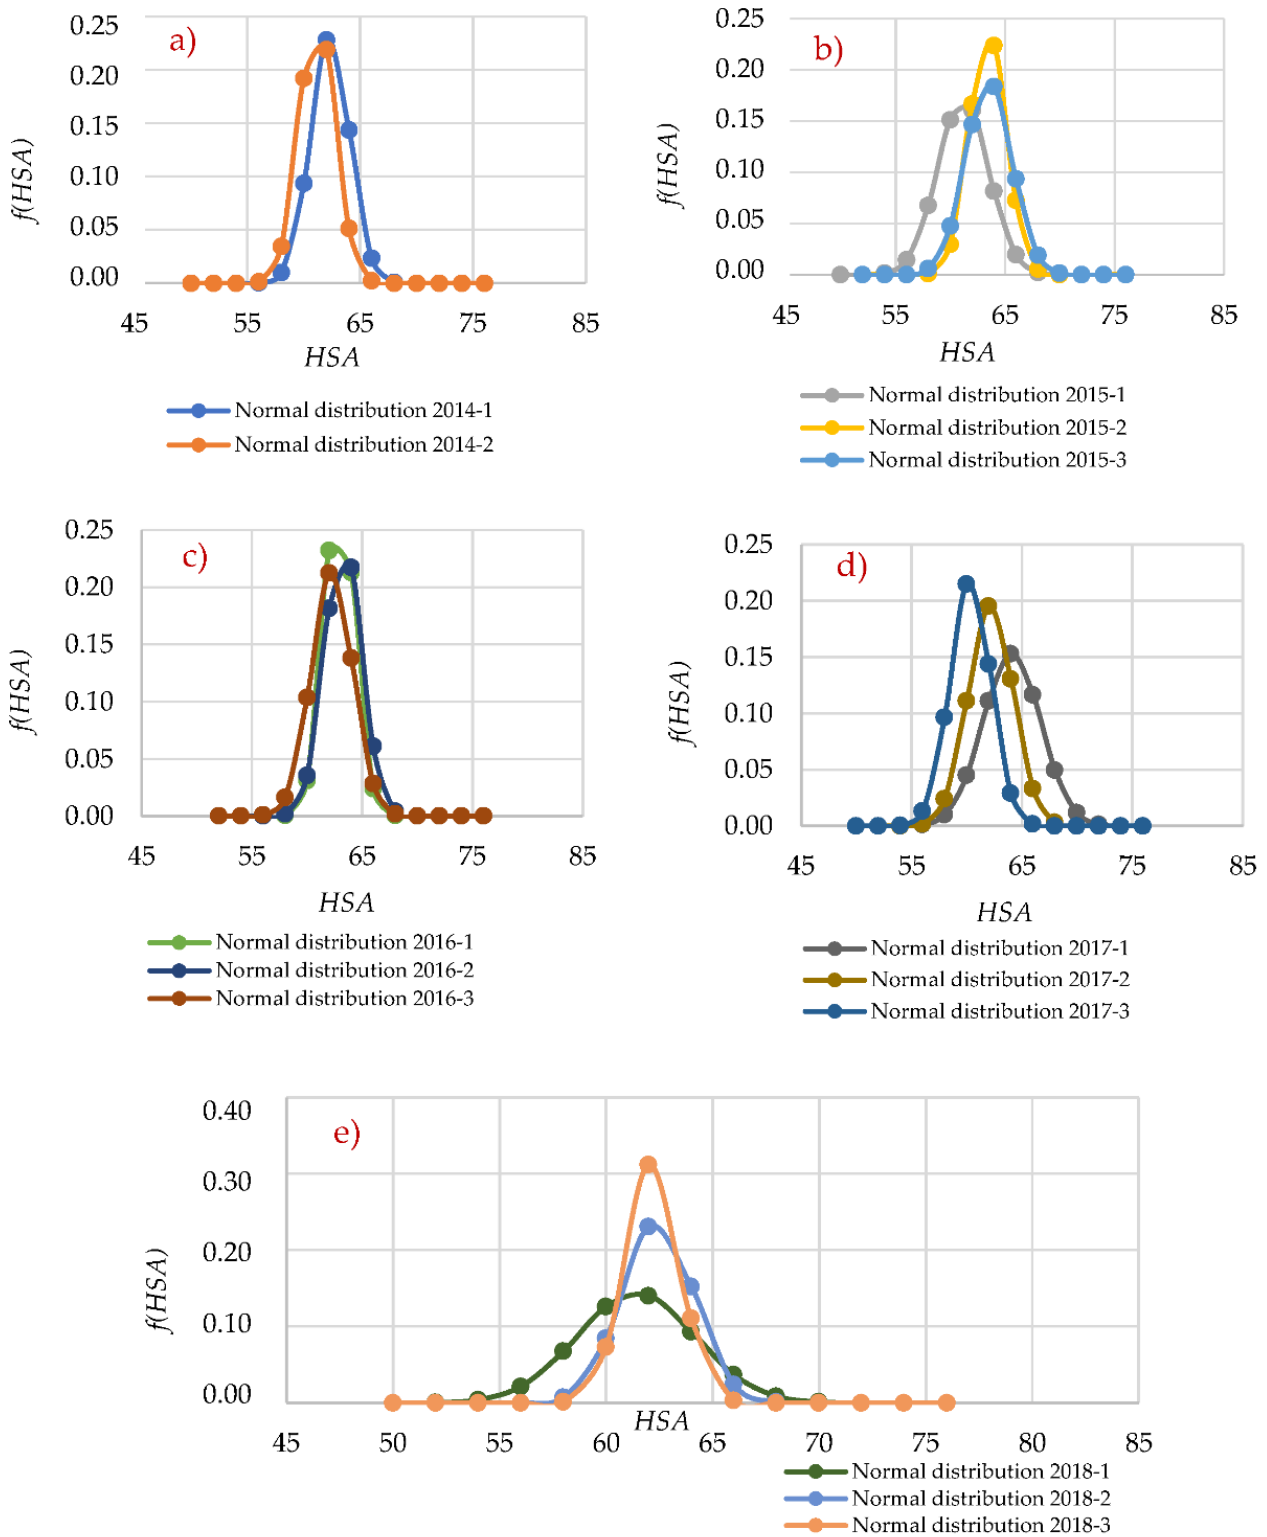 a)
0.25
0.20
0.15
0.10
0.05
0.00
f(HSA)
45 55 65 75 85
HSA
Normal distribution 2014-1
Normal distribution 2014-2
b)
0.25
0.20
0.15
0.10
0.05
0.00
f(HSA)
45 55 65 75 85
HSA
Normal distribution 2015-1
Normal distribution 2015-2
Normal distribution 2015-3
c)
0.25
0.20
0.15
0.10
0.05
0.00
f(HSA)
45 55 65 75 85
HSA
Normal distribution 2016-1
Normal distribution 2016-2
Normal distribution 2016-3
d)
0.25
0.20
0.15
0.10
0.05
0.00
f(HSA)
45 55 65 75 85
HSA
Normal distribution 2017-1
Normal distribution 2017-2
Normal distribution 2017-3
e)
0.40
0.30
0.20
0.10
0.00
f(HSA)
HSA
45 50 55 60 65 70 75 80 85
Normal distribution 2018-1
Normal distribution 2018-2
Normal distribution 2018-3